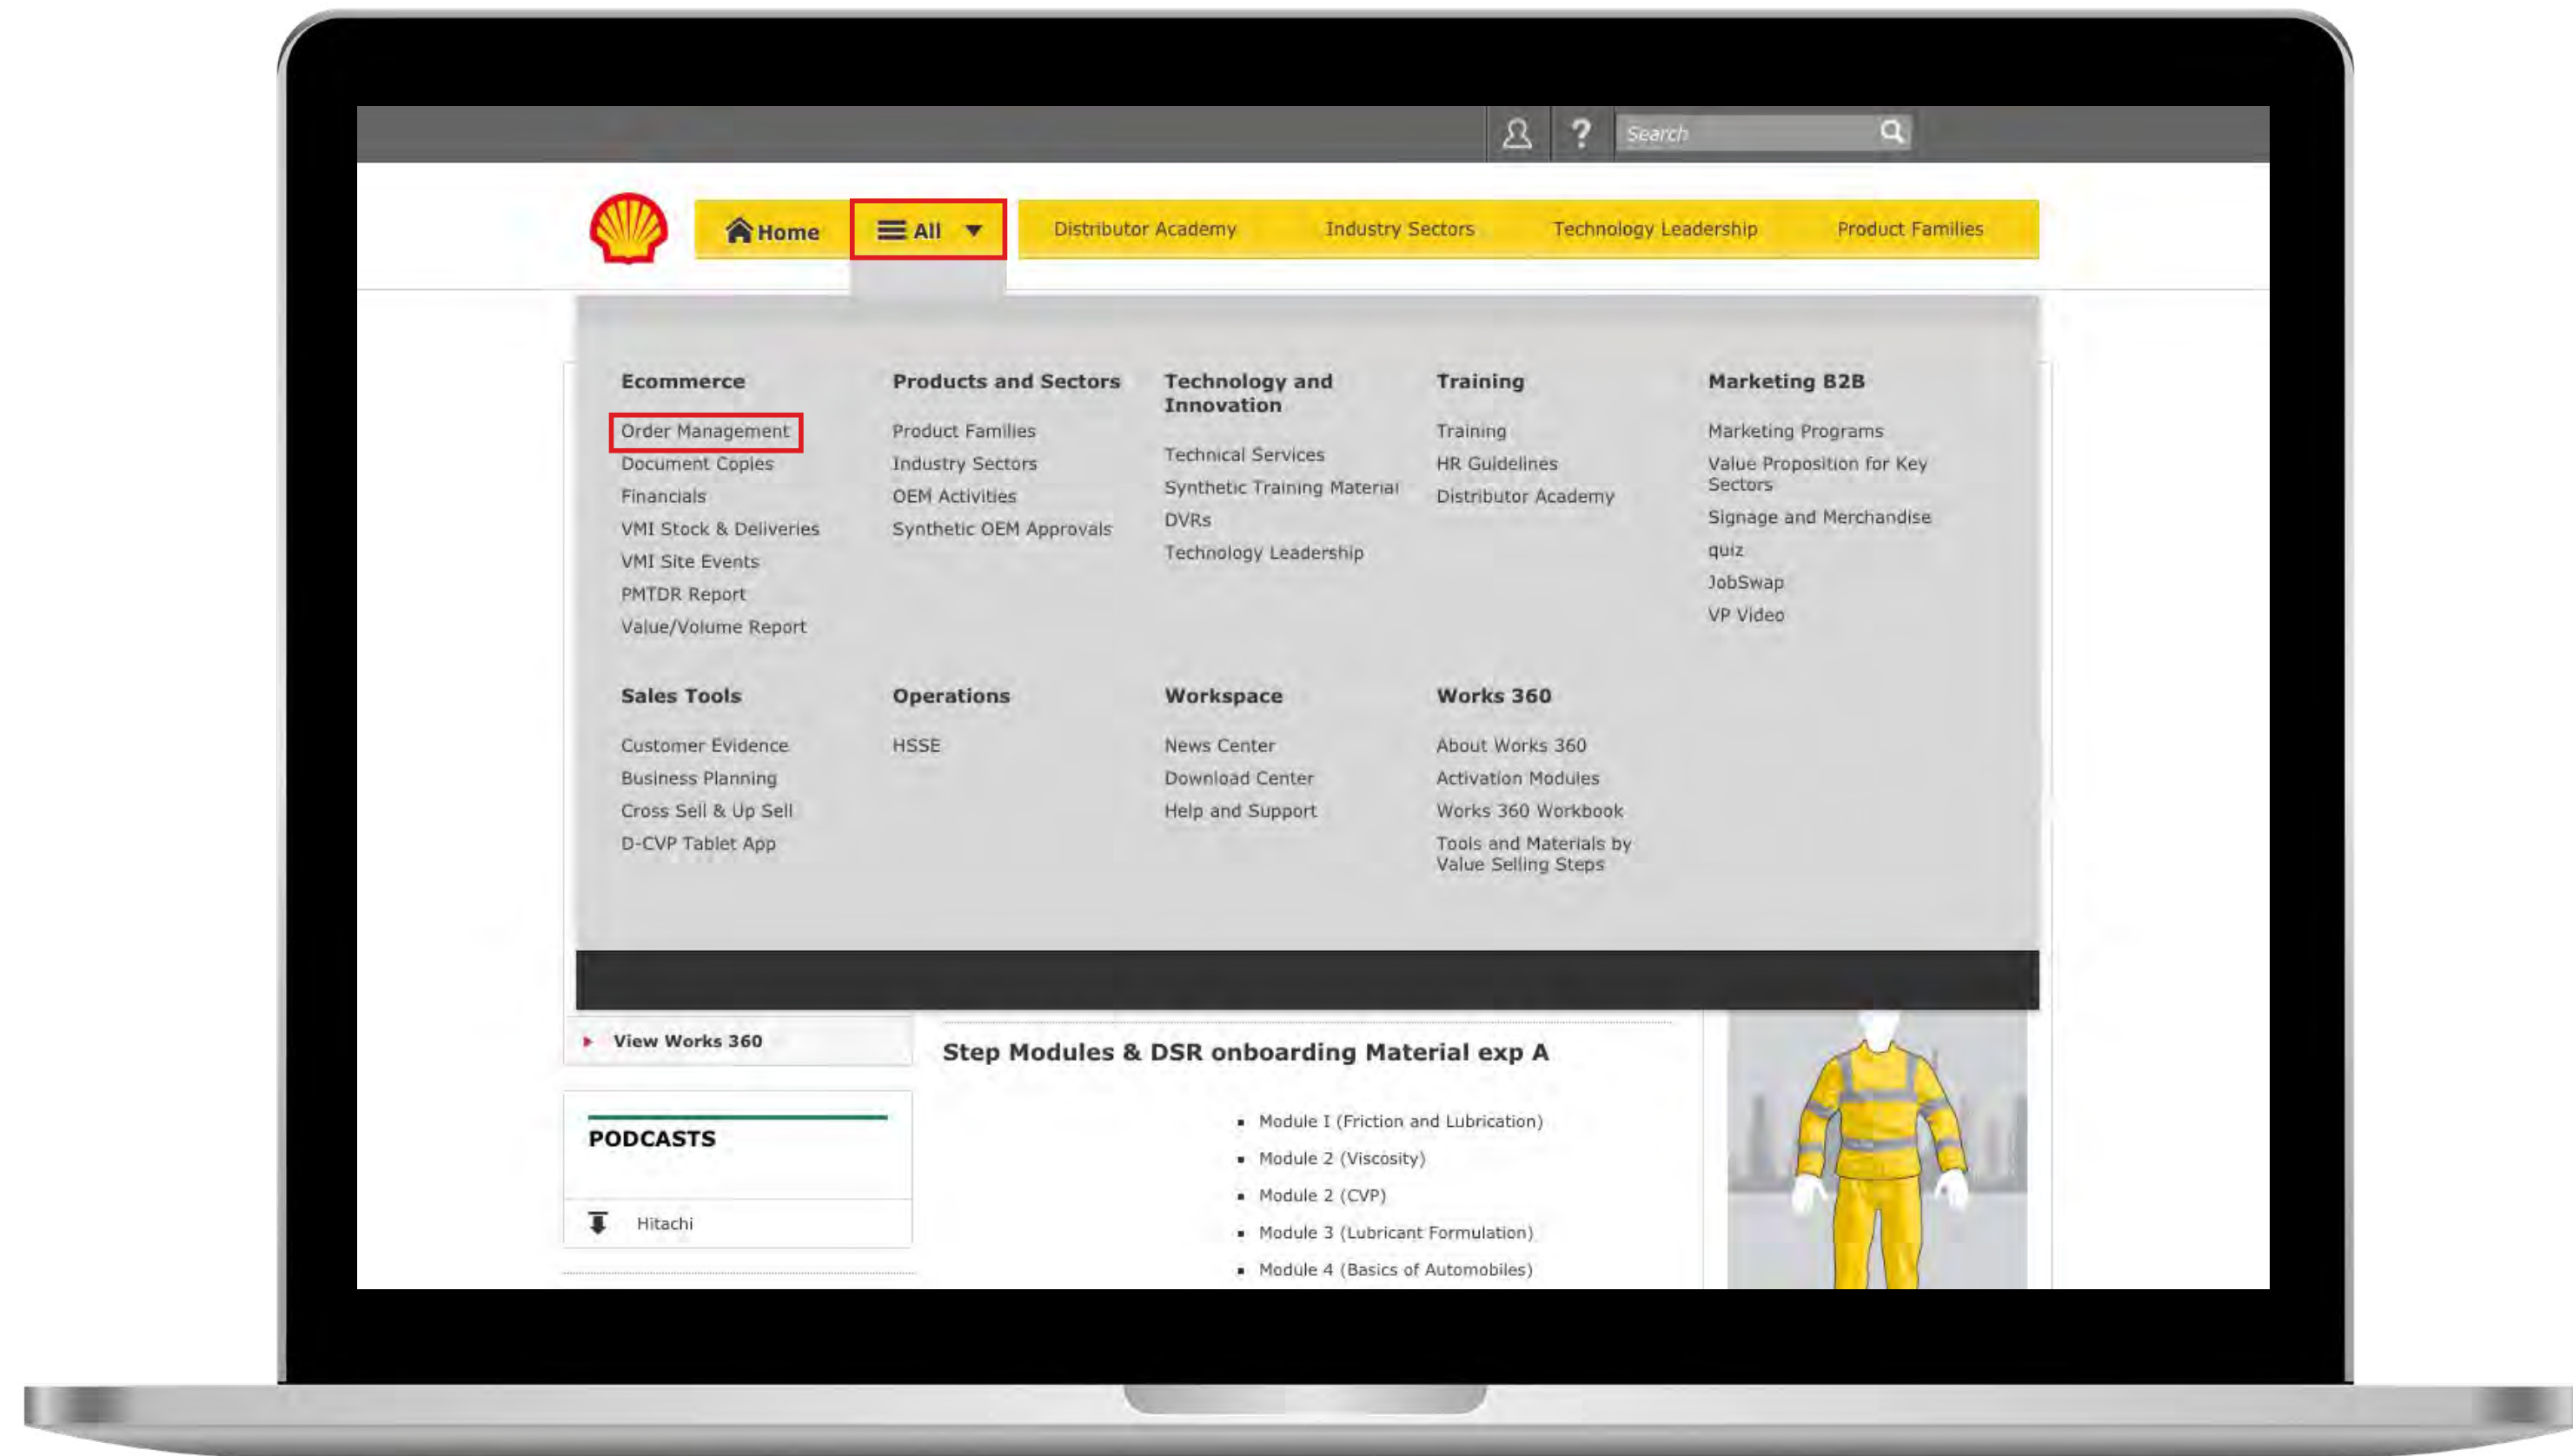 Search
Home
All
Distributor Academy
Industry Sectors
Technology Leadership
Product Families
Ecommerce
Order Management
Document Copies
Financials
VMI Stock & Deliveries
VMI Site Events
PMTDR Report
Value/Volume Report
Products and Sectors
Product Families
Industry Sectors
OEM Activities
Synthetic OEM Approvals
Technology and
Innovation
Technical Services
Synthetic Training Material
DVRs
Technology Leadership
Training
Training
HR Guidelines
Distributor Academy
Marketing B2B
Marketing Programs
Value Proposition for Key
Sectors
Signage and Merchandise
quiz
JobSwap
VP Video
Sales Tools
Customer Evidence
Business Planning
Cross Sell & Up Sell
D-CVP Tablet App
Operations
HSSE
Workspace
News Center
Download Center
Help and Support
Works 360
About Works 360
Activation Modules
Works 360 Workbook
Tools and Materials by
Value Selling Steps
View Works 360
PODCASTS
Hitachi
Step Modules & DSR onboarding Material exp A
Module I (Friction and Lubrication)
Module 2 (Viscosity)
Module 2 (CVP)
Module 3 (Lubricant Formulation)
Module 4 (Basics of Automobiles)